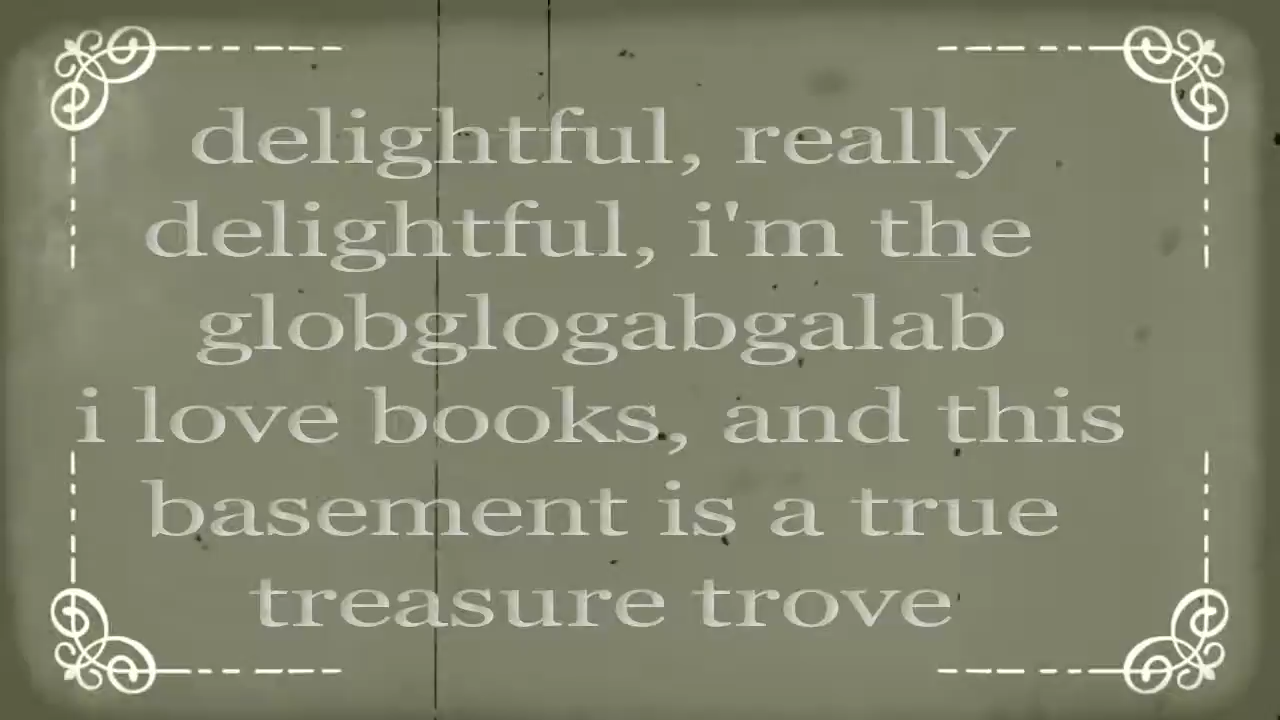 delightful, really
delightful, i'm the
globglogabgalab
i love books, and this
basement is a true
treasure trove